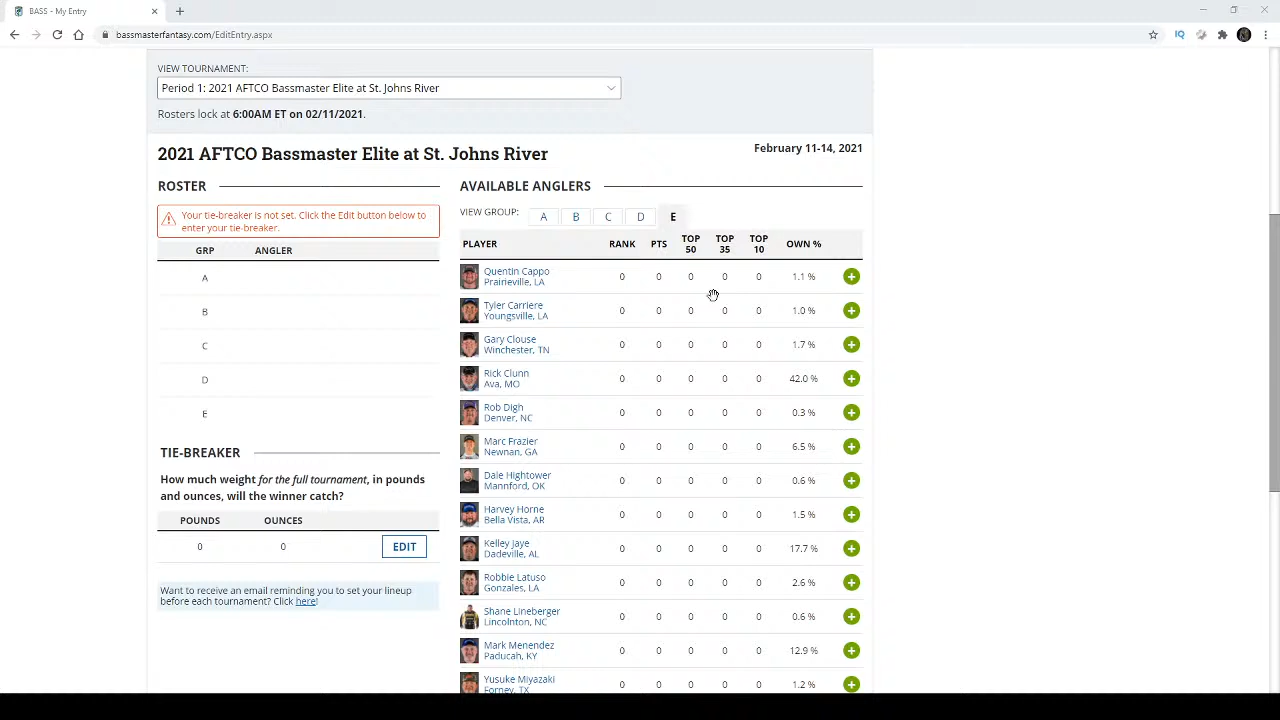 BASS - My Entry
bassmasterfantasy.com/EditEntry.aspx
VIEW TOURNAMENT:
Period 1: 2021 AFTCO Bassmaster Elite at St. Johns River
Rosters lock at 6:00AM ET on 02/11/2021.
2021 AFTCO Bassmaster Elite at St. Johns River
February 11-14, 2021
ROSTER
Your tie-breaker is not set. Click the Edit button below to
enter your tie-breaker.
GRP ANGLER
A
B
C
D
E
TIE-BREAKER
How much weight for the full tournament, in pounds
and ounces, will the winner catch?
POUNDS OUNCES
0 0 EDIT
Want to receive an email reminding you to set your lineup
before each tournament? Click here!
AVAILABLE ANGLERS
VIEW GROUP: A B C D E
PLAYER RANK PTS TOP 50 TOP 35 TOP 10 OWN %
Quentin Cappo 0 0 0 0 0 1.1 %
Prairieville, LA
Tyler Carriere 0 0 0 0 0 1.0 %
Youngsville, LA
Gary Clouse 0 0 0 0 0 1.7 %
Winchester, TN
Rick Clunn 0 0 0 0 0 42.0 %
Ava, MO
Rob Digh 0 0 0 0 0 0.3 %
Denver, NC
Marc Frazier 0 0 0 0 0 6.5 %
Newnan, GA
Dale Hightower 0 0 0 0 0 0.6 %
Mannford, OK
Harvey Horne 0 0 0 0 0 1.5 %
Bella Vista, AR
Kelley Jaye 0 0 0 0 0 17.7 %
Dadeville, AL
Robbie Latuso 0 0 0 0 0 2.6 %
Gonzales, LA
Shane Lineberger 0 0 0 0 0 0.6 %
Lincolnton, NC
Mark Menendez 0 0 0 0 0 12.9 %
Paducah, KY
Yusuke Miyazaki 0 0 0 0 0 1.2 %
Forney, TX